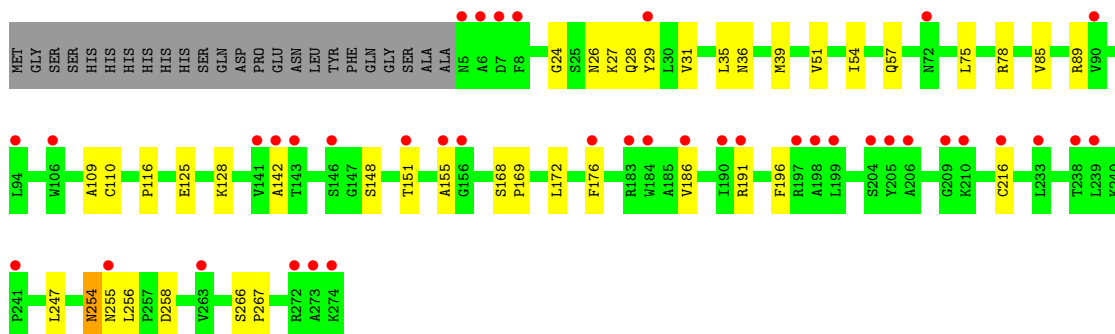 MET GLY SER SER HIS HIS HIS HIS HIS HIS SER GLN ASP PRO GLU ASN LEU TYR PHE GLN GLY SER ALA ALA N5 A6 D7 F8 G24 S25 N26 K27 Q28 Y29 L30 V31 L35 N36 M39 V51 I54 Q57 N72 L75 R78 V85 R89 V90
L94 W106 A109 C110 P116 E125 K128 V141 A142 T143 S146 G147 S148 T151 A155 G156 S168 P169 L172 F176 R183 W184 A185 V186 I190 R191 F196 R197 A198 L199 S204 Y205 A206 G209 K210 C216 L233 T238 L239 K240
P241 L247 N254 N255 L256 P257 D258 V263 S266 P267 R272 A273 K274